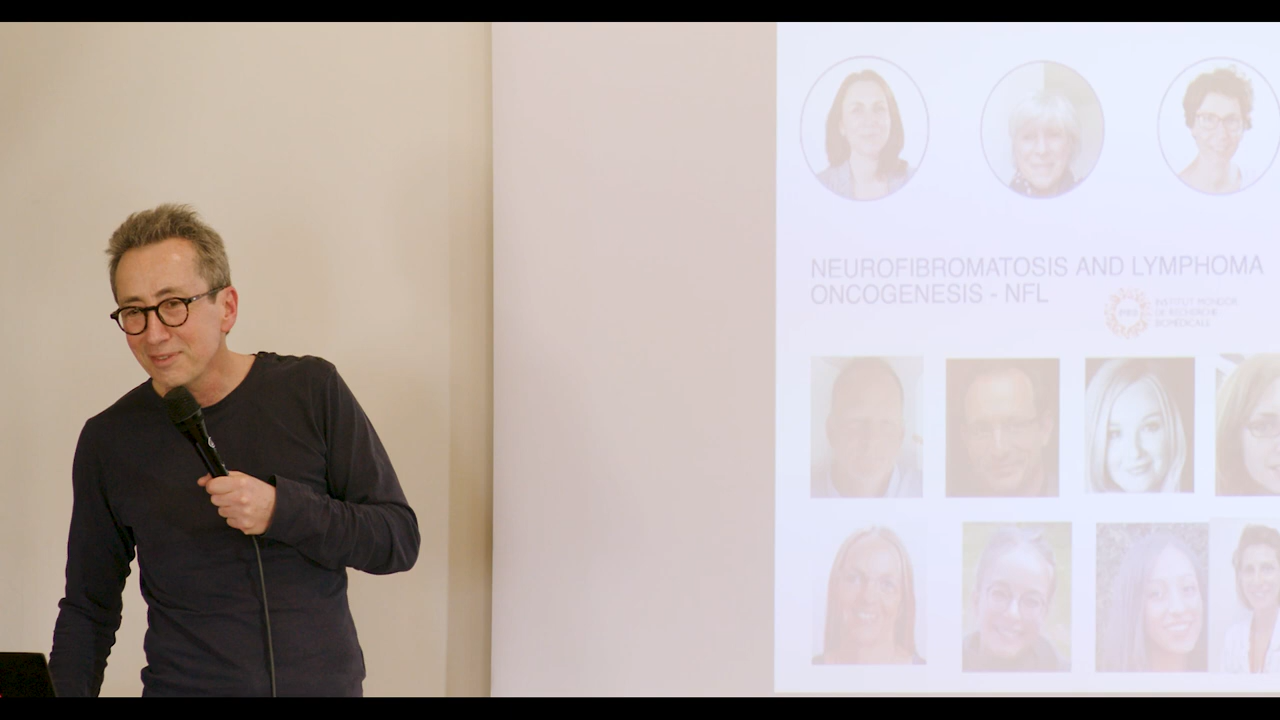 NEUROFIBROMATOSIS AND LYMPHOMA
ONCOGENESIS - NFL
INSTITUT MONDOR
DE RECHERCHE
BIOMÉDICALE